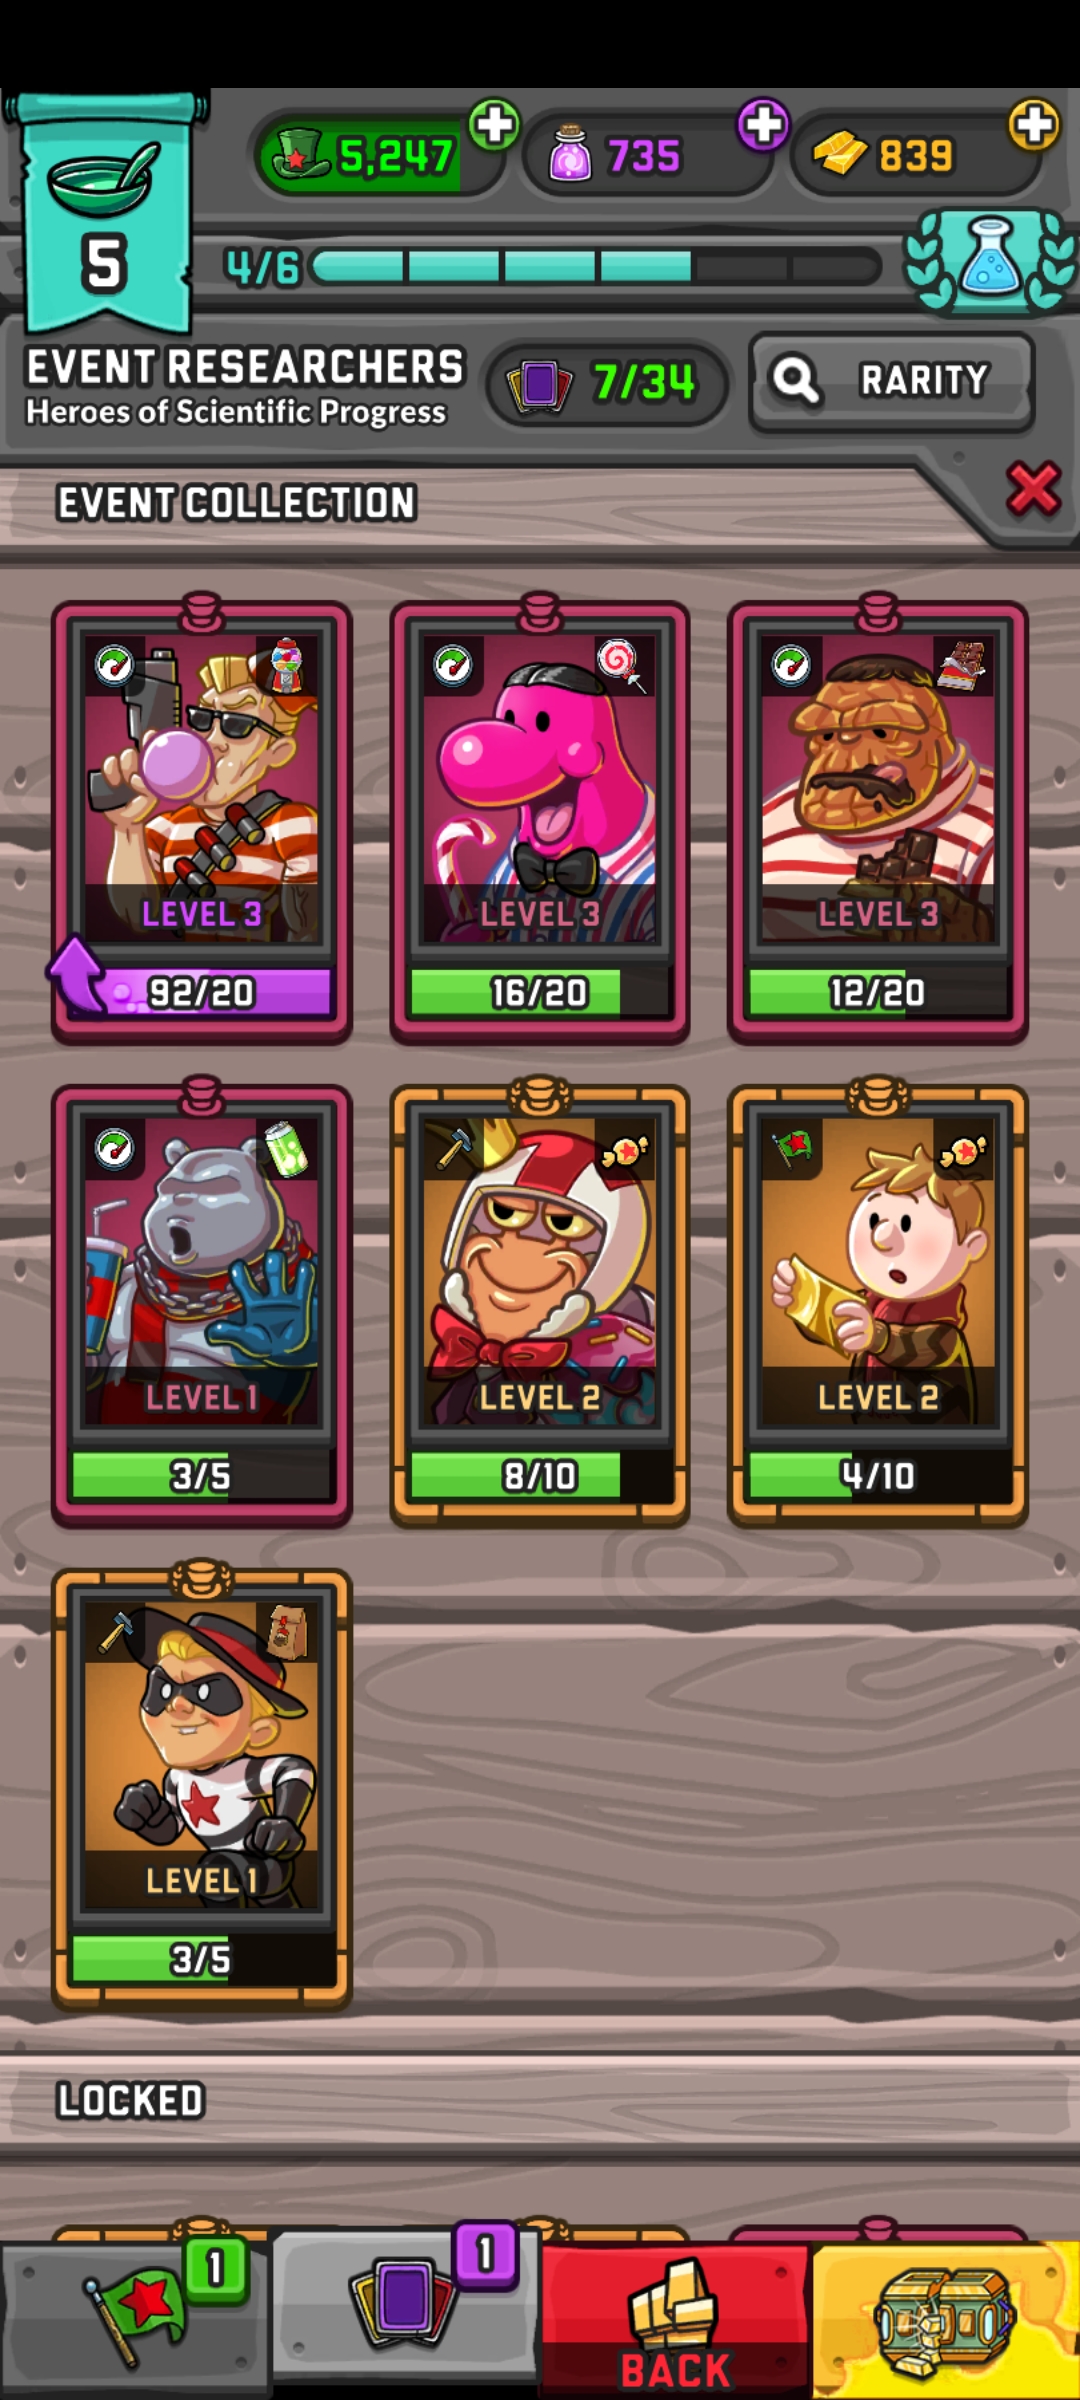 5,247
735
839
5
4/6
EVENT RESEARCHERS
Heroes of Scientific Progress
7/34
RARITY
EVENT COLLECTION
LEVEL 3
LEVEL 3
LEVEL 3
92/20
16/20
12/20
LEVEL 1
LEVEL 2
LEVEL 2
3/5
8/10
4/10
LEVEL 1
3/5
LOCKED
1
1
BACK